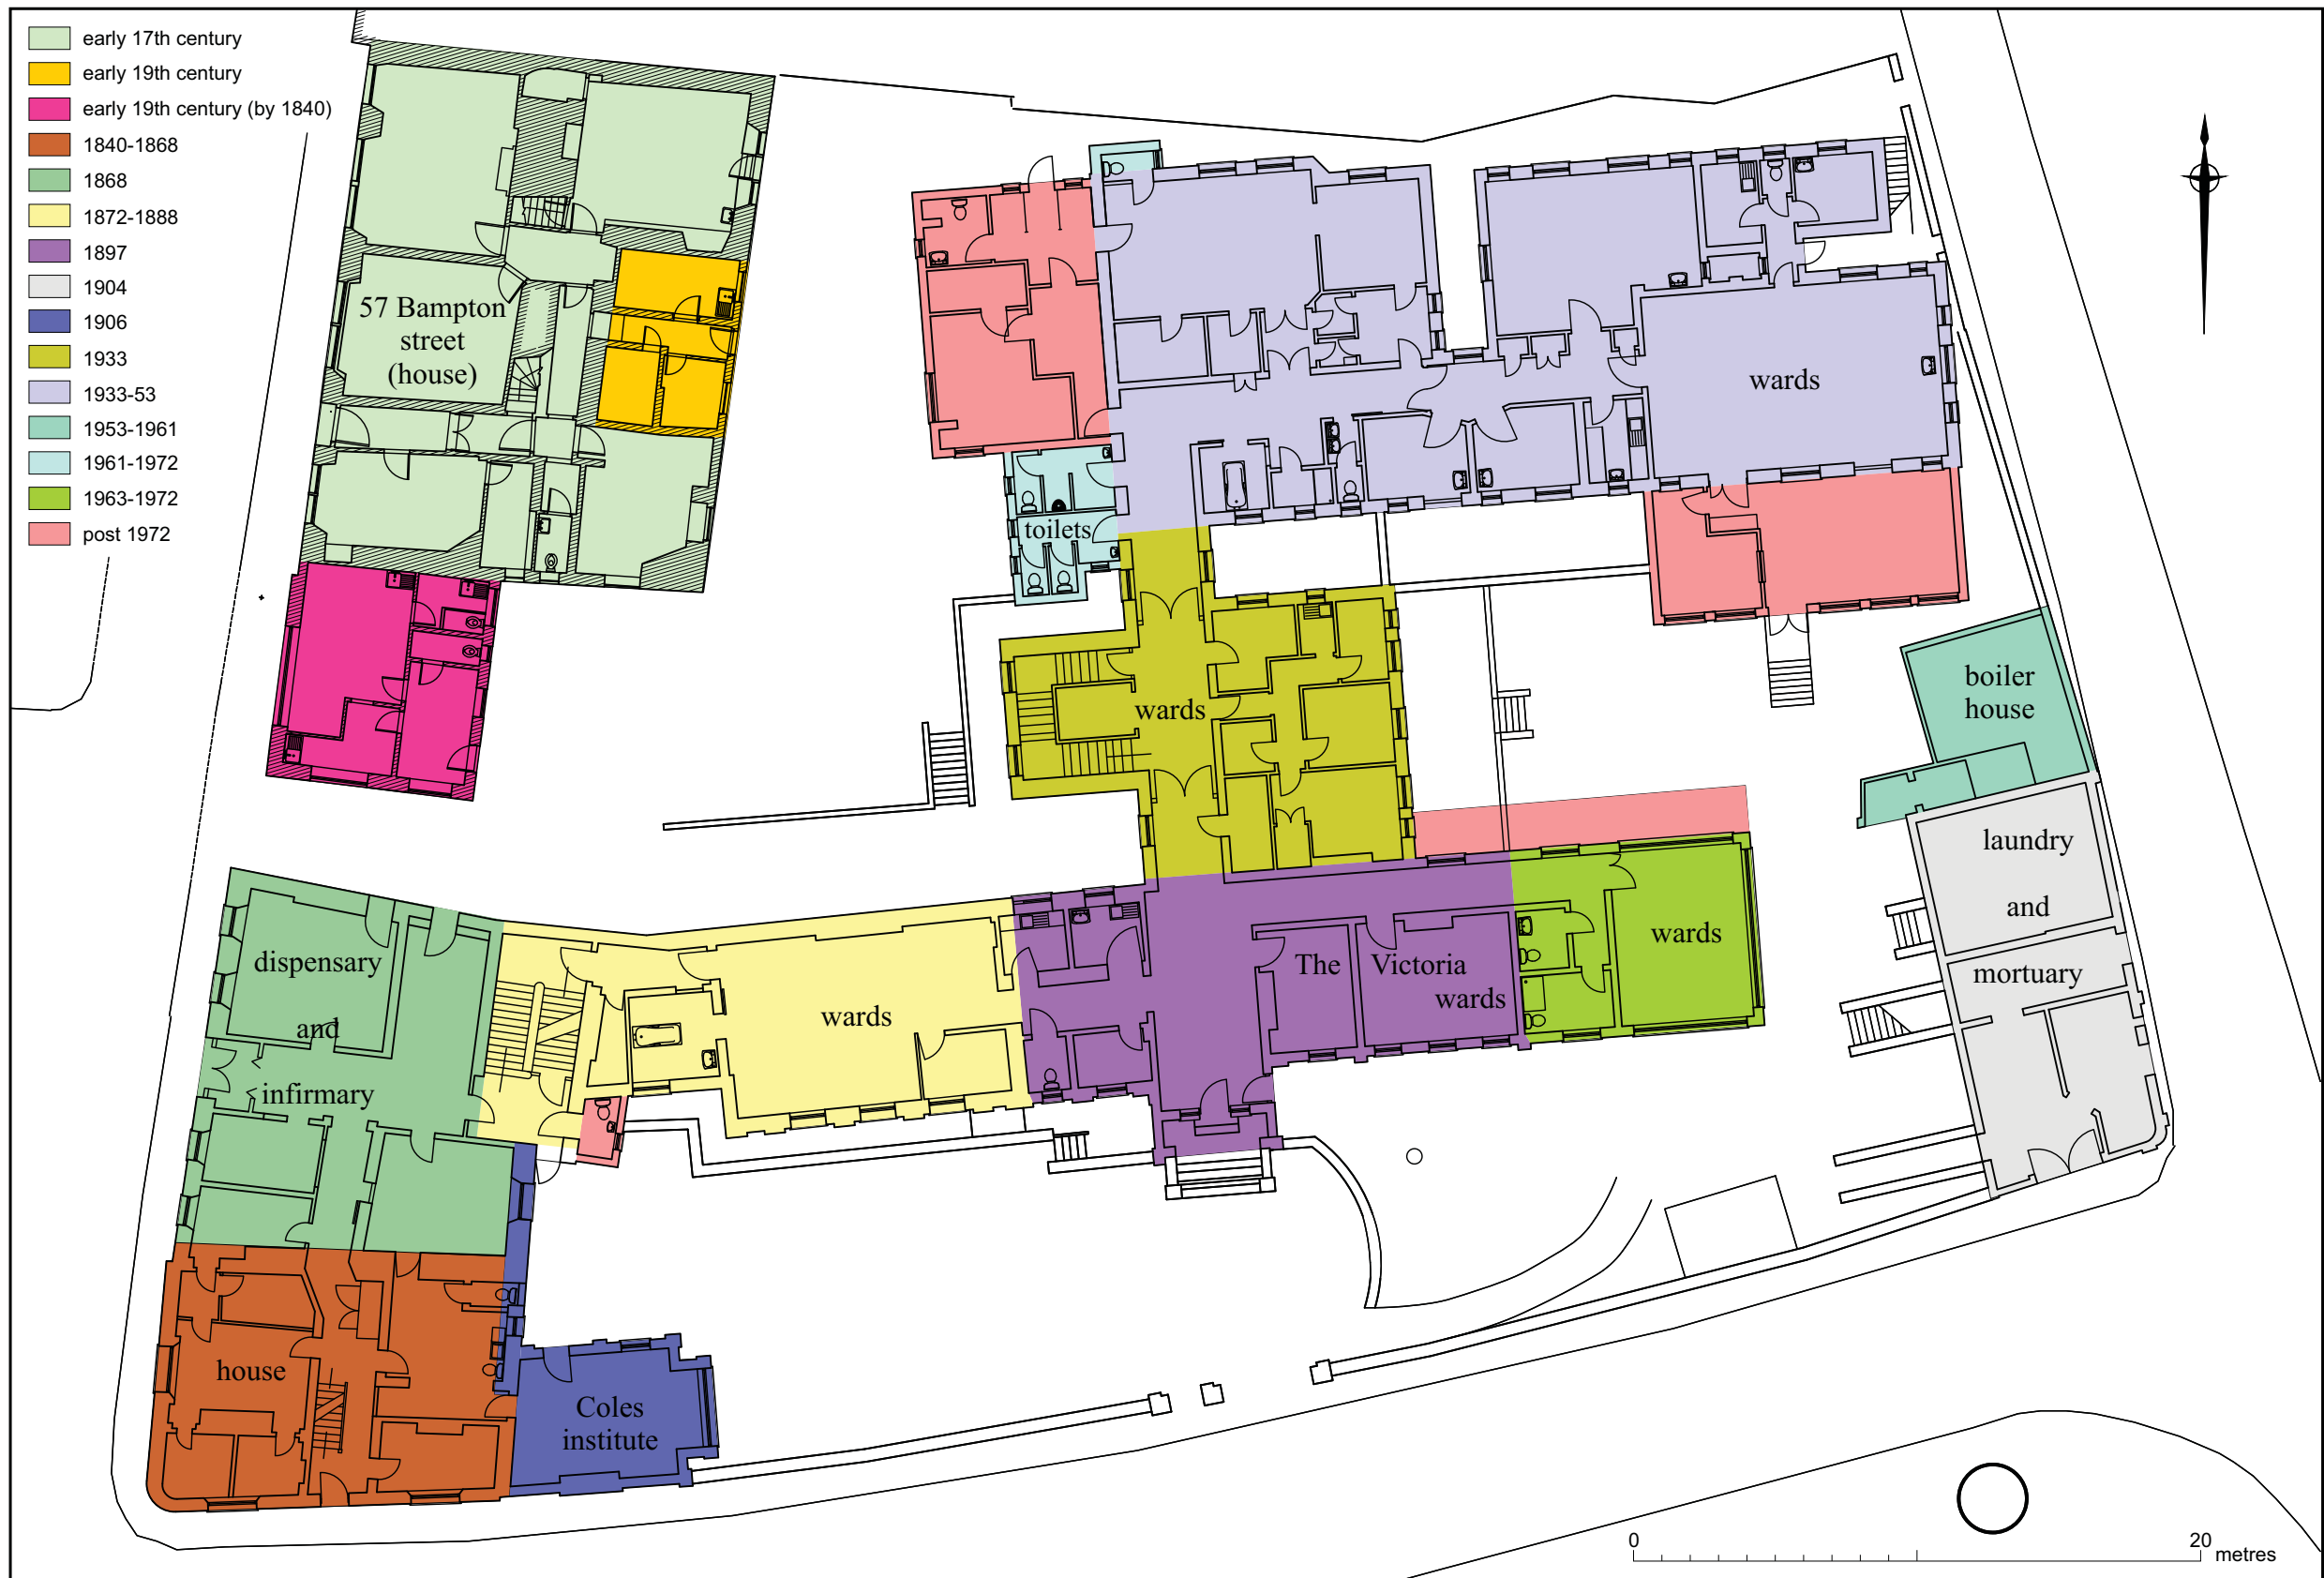 early 17th century
early 19th century
early 19th century (by 1840)
1840-1868
1868
1872-1888
1897
1904
1906
1933
1933-53
1953-1961
1961-1972
1963-1972
post 1972
57 Bampton
street
(house)
wards
toilets
wards
boiler
house
laundry
and
mortuary
dispensary
and
infirmary
wards
The Victoria
wards
wards
house
Coles
institute
0 20
metres